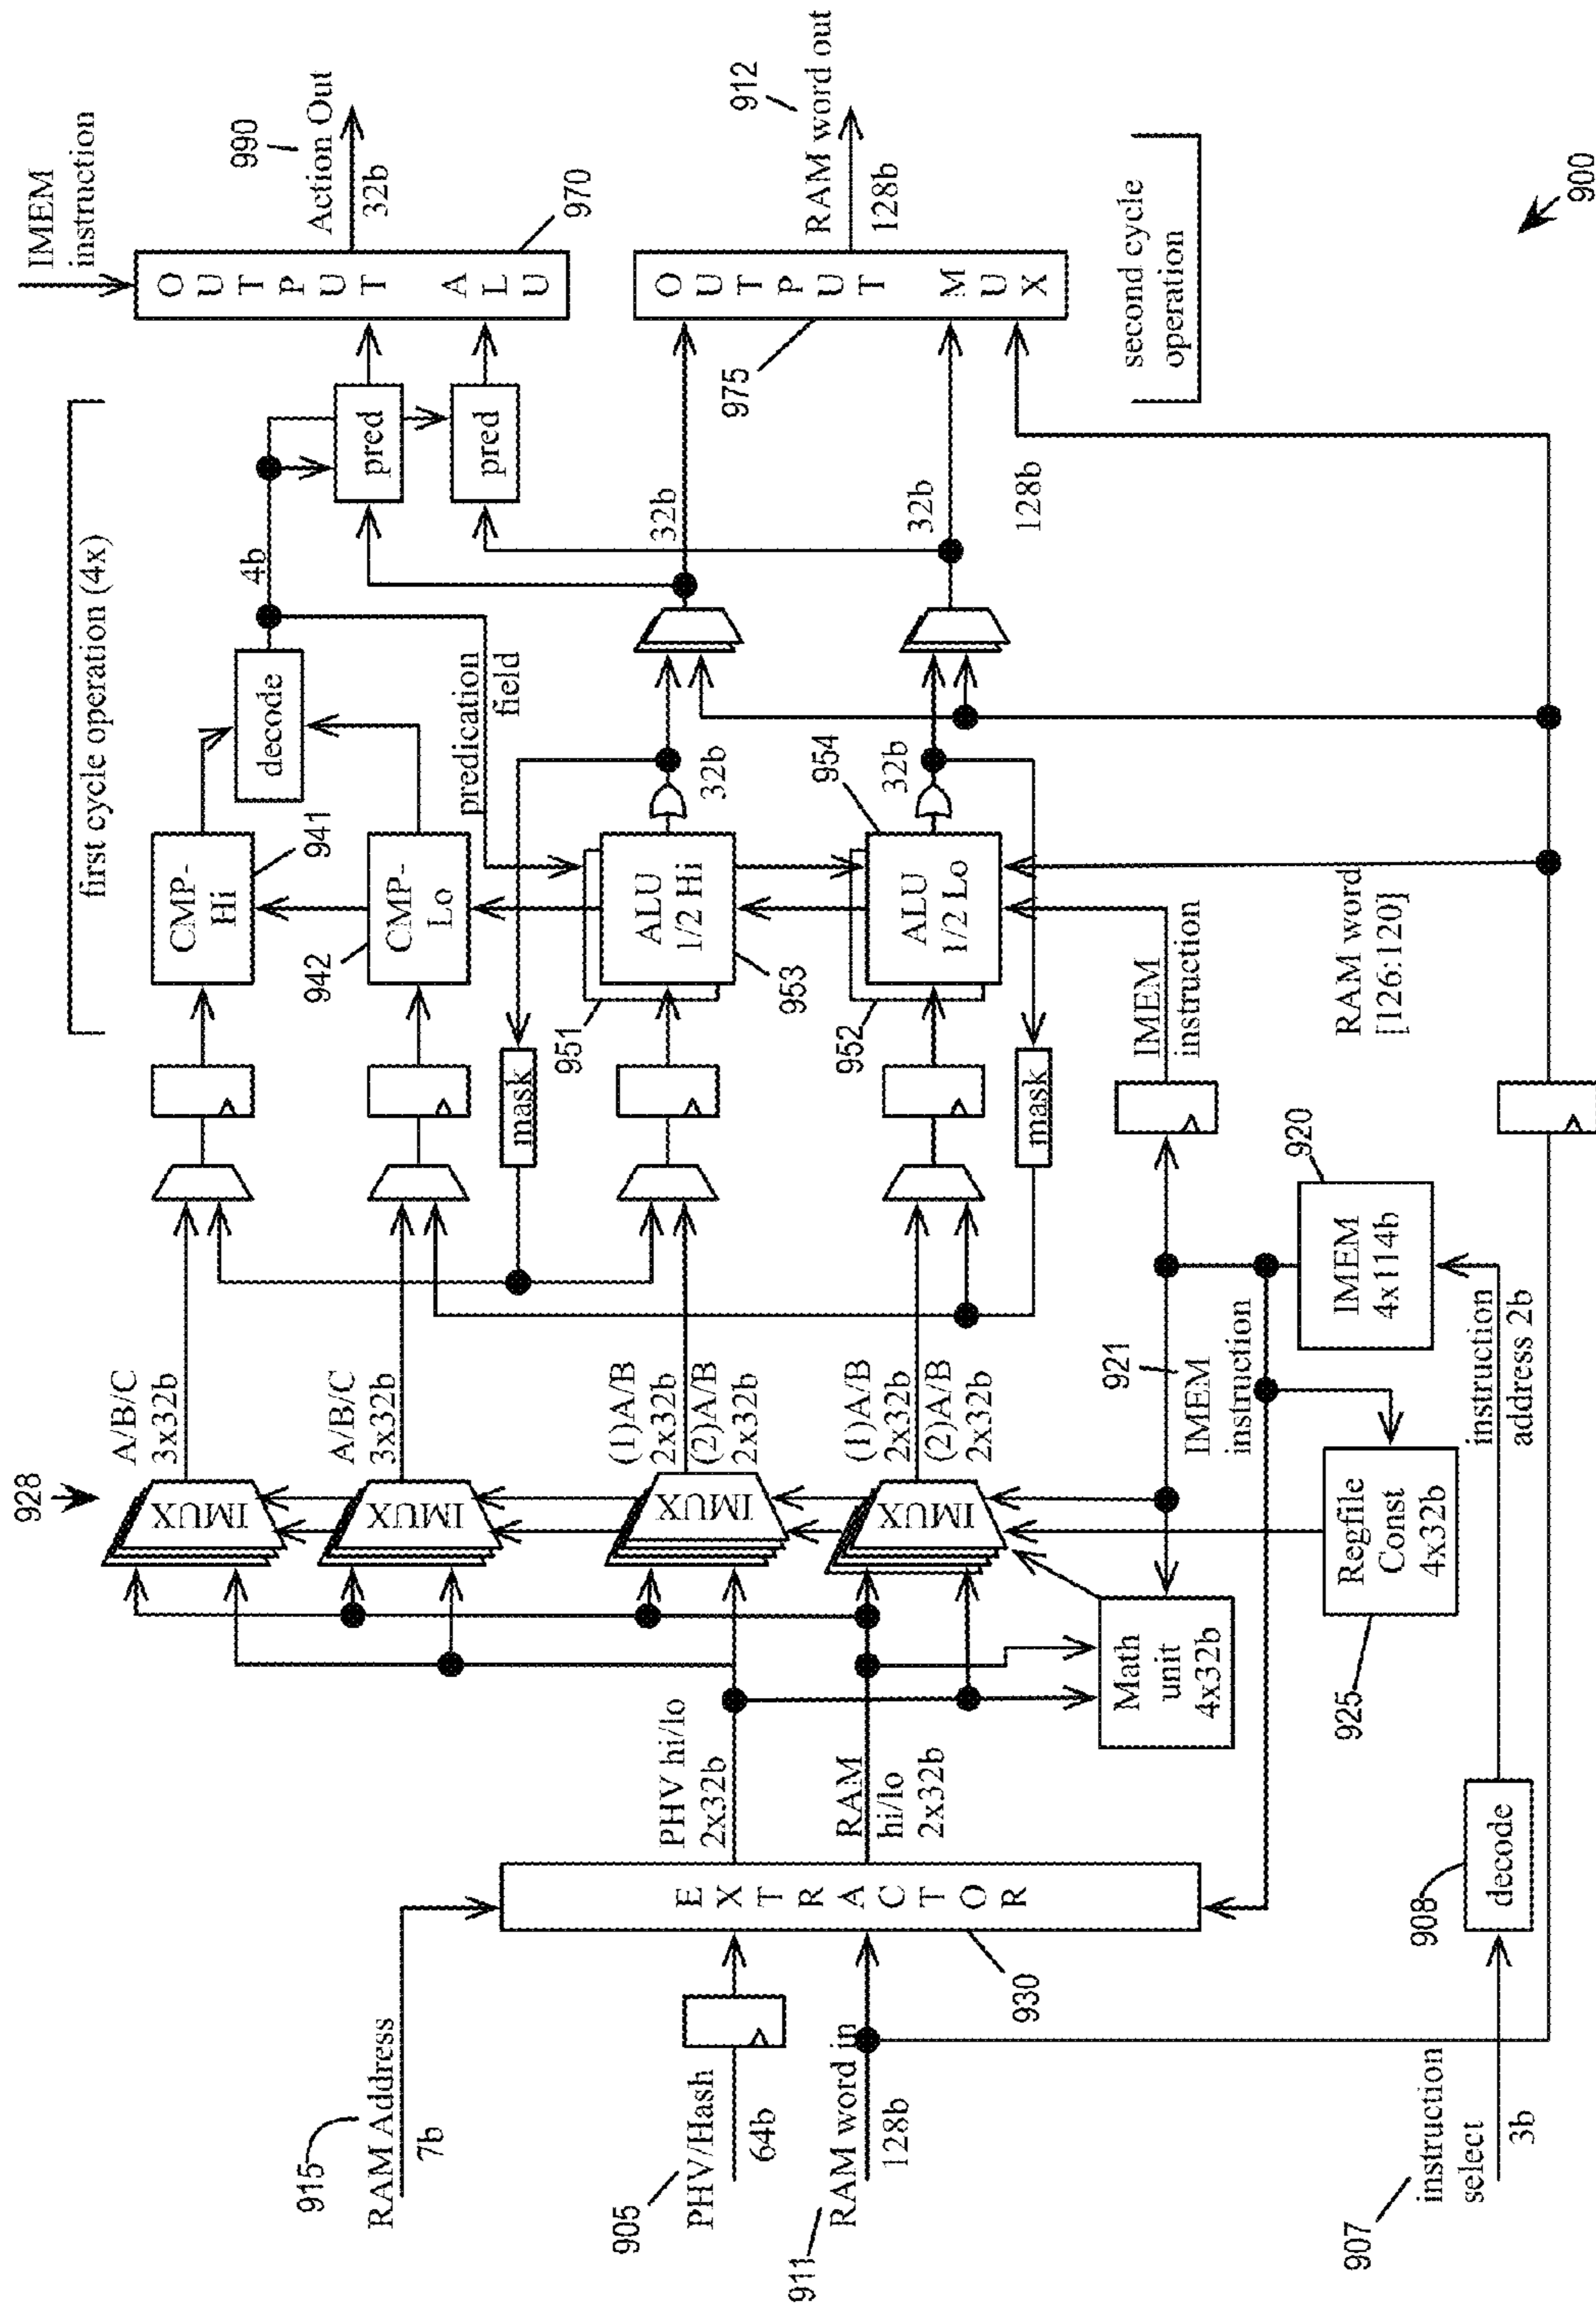 900
first cycle operation (4x)
second cycle
operation
IMEM
instruction
990
Action Out
32b
970
OUTPUT ALU
912
RAM word out
128b
OUTPUT MUX
975
pred
pred
4b
decode
predication
field
CMP-
Hi
941
CMP-
Lo
942
ALU
1/2 Hi
951
953
ALU
1/2 Lo
952
954
32b
32b
32b
32b
128b
mask
mask
RAM word
[126:120]
IMEM
instruction
928
A/B/C
3x32b
A/B/C
3x32b
(1)A/B
2x32b
(2)A/B
2x32b
(1)A/B
2x32b
(2)A/B
2x32b
IMUX
IMUX
IMUX
IMUX
921
IMEM
instruction
920
IMEM
4x114b
instruction
address 2b
Regfile
Const
4x32b
925
Math
unit
4x32b
PHV hi/lo
2x32b
RAM
hi/lo
2x32b
EXTRACTOR
930
915
RAM Address
7b
905
PHV/Hash
64b
911
RAM word in
128b
907
instruction
select
3b
908
decode